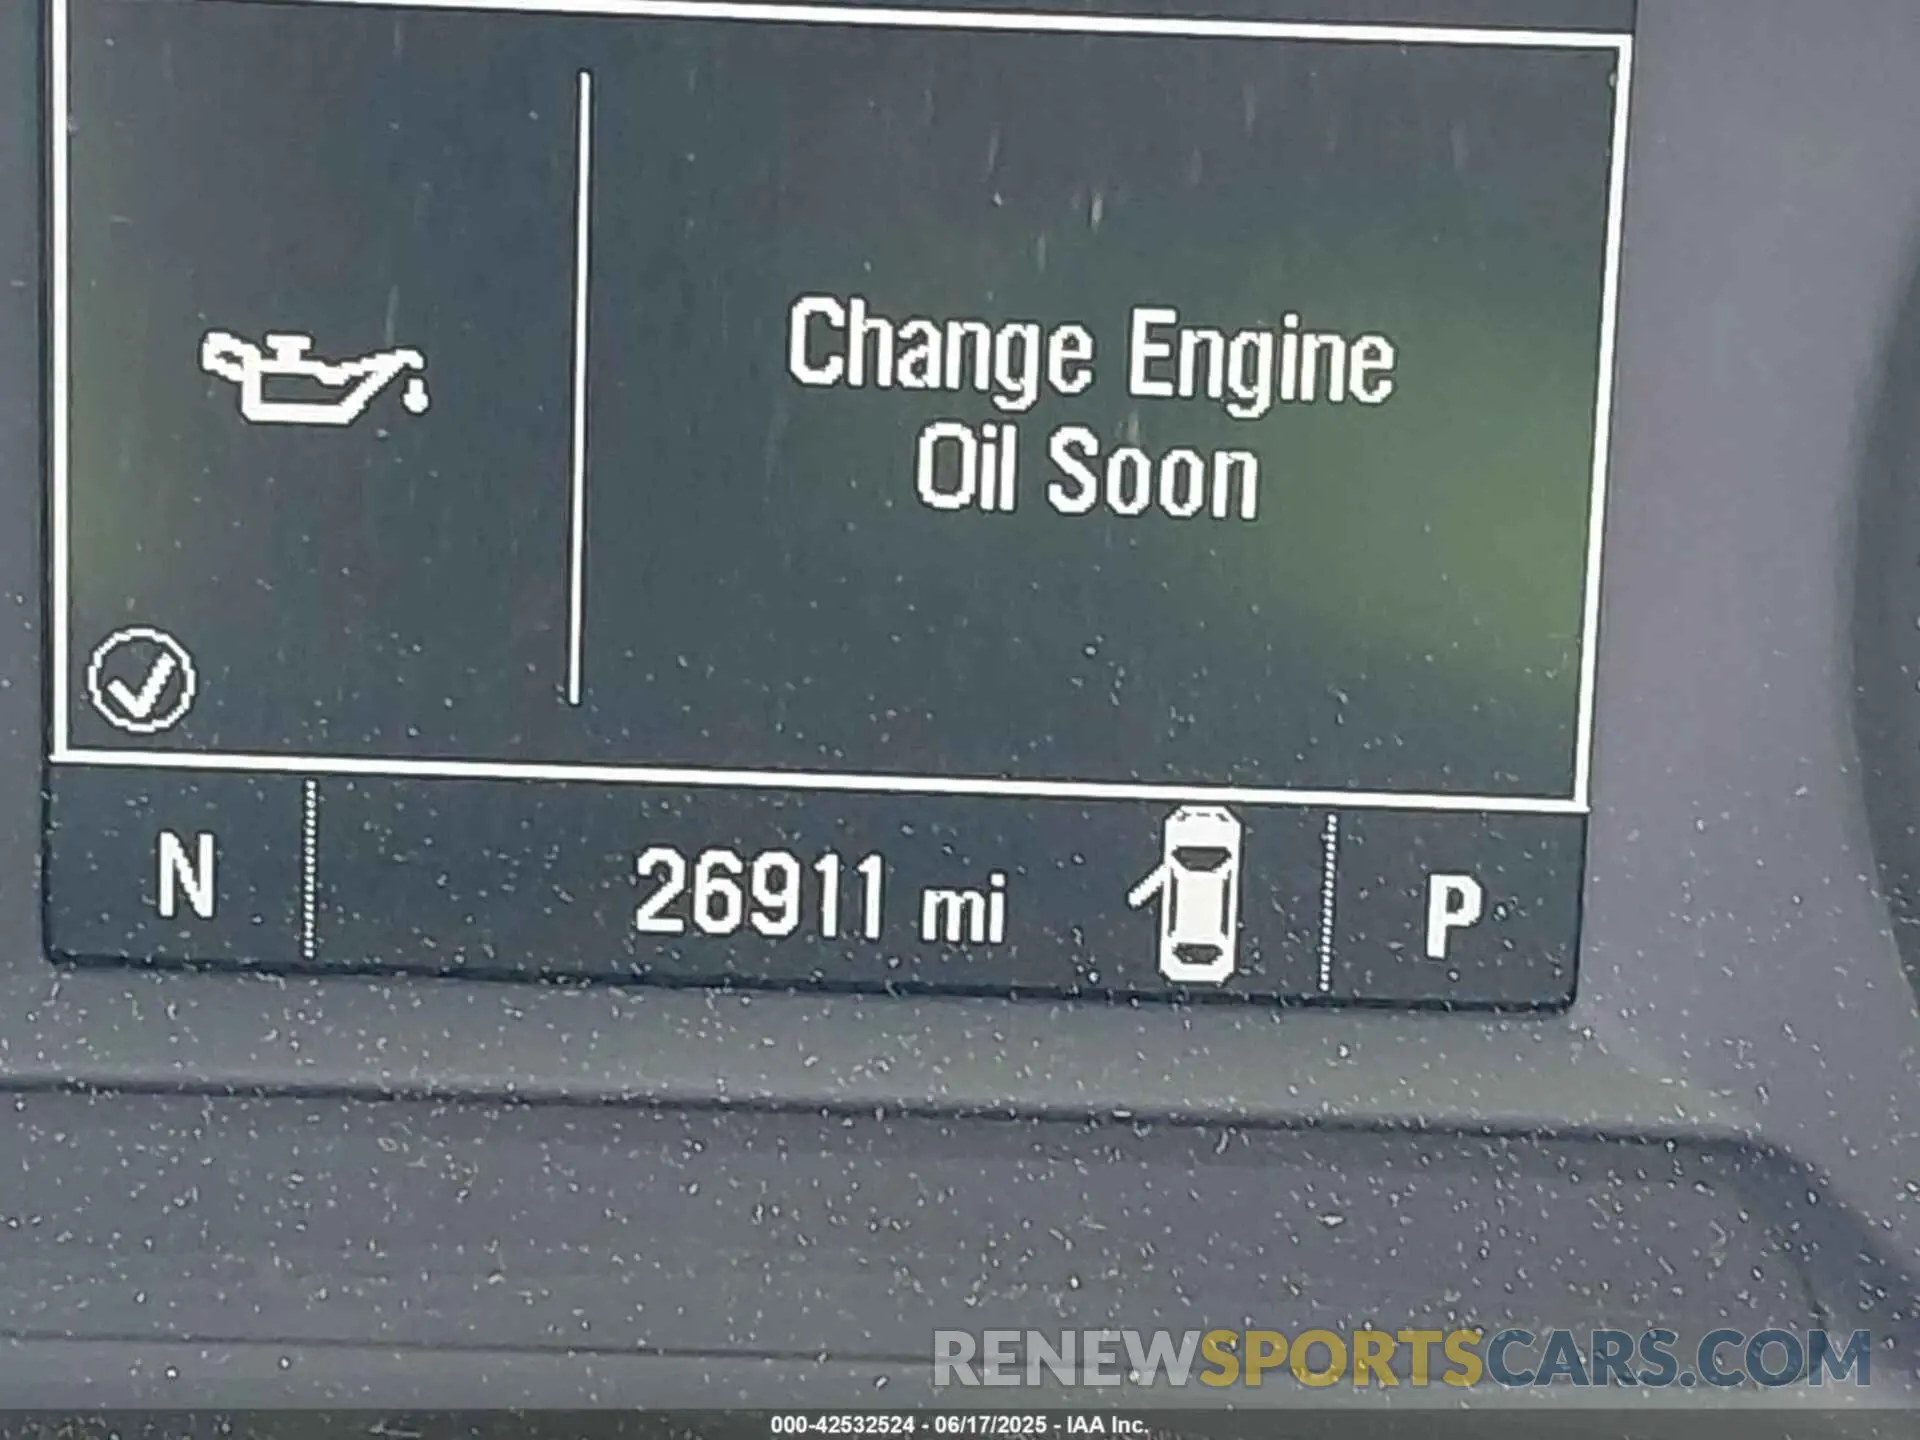 Change Engine
Oil Soon
N 26911 mi P
RENEWSPORTSCARS.COM
000-42532524 - 06/17/2025 - IAA Inc.